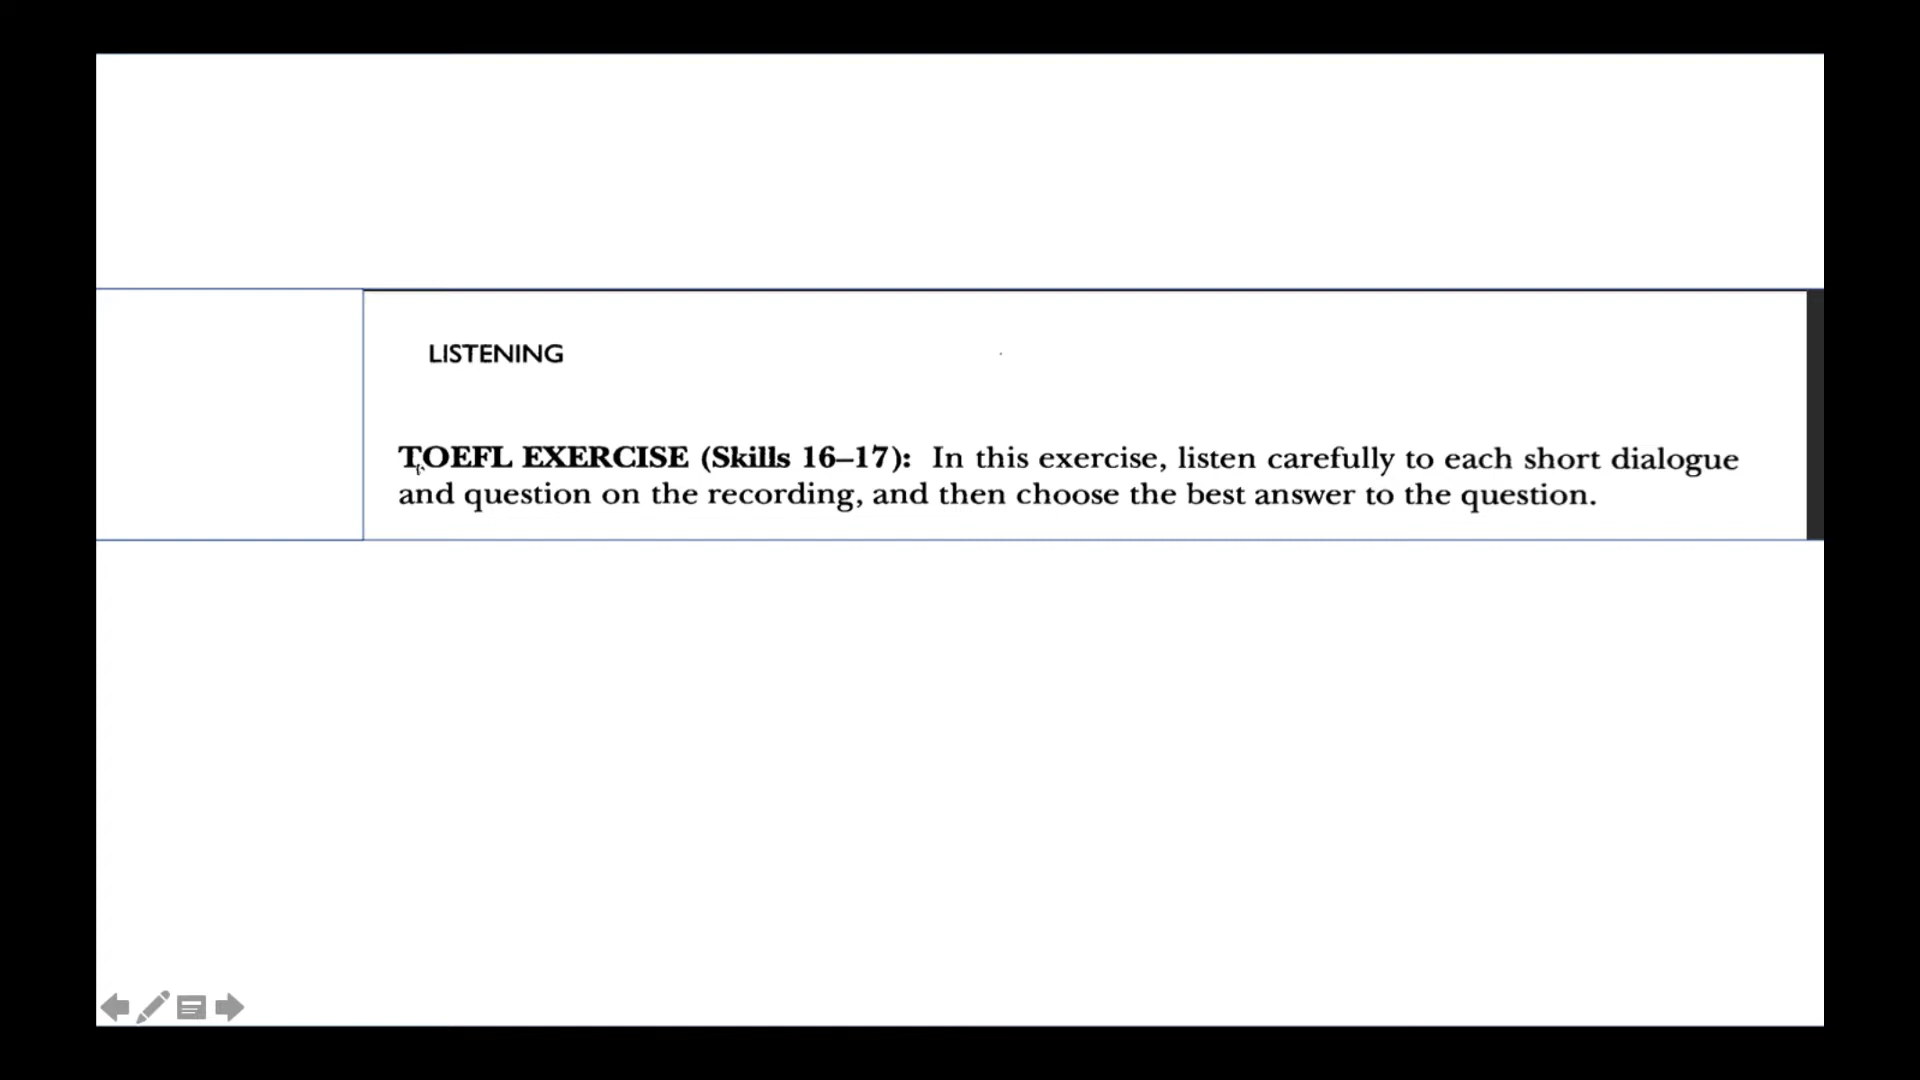 LISTENING
TOEFL EXERCISE (Skills 16–17): In this exercise, listen carefully to each short dialogue
and question on the recording, and then choose the best answer to the question.